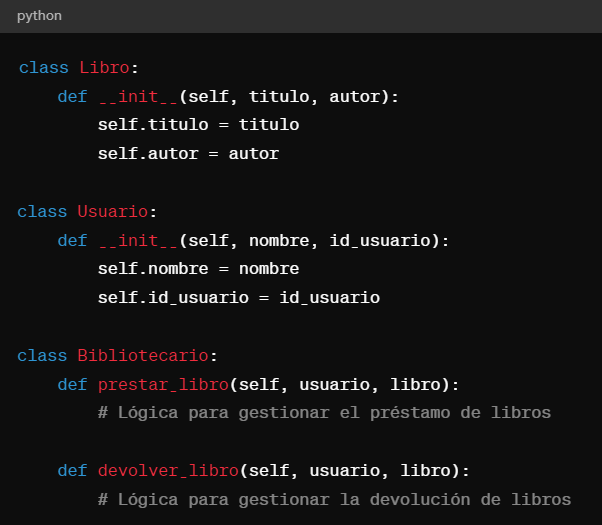 python
class Libro:
    def __init__(self, titulo, autor):
        self.titulo = titulo
        self.autor = autor

class Usuario:
    def __init__(self, nombre, id_usuario):
        self.nombre = nombre
        self.id_usuario = id_usuario

class Bibliotecario:
    def prestar_libro(self, usuario, libro):
        # Lógica para gestionar el préstamo de libros

    def devolver_libro(self, usuario, libro):
        # Lógica para gestionar la devolución de libros